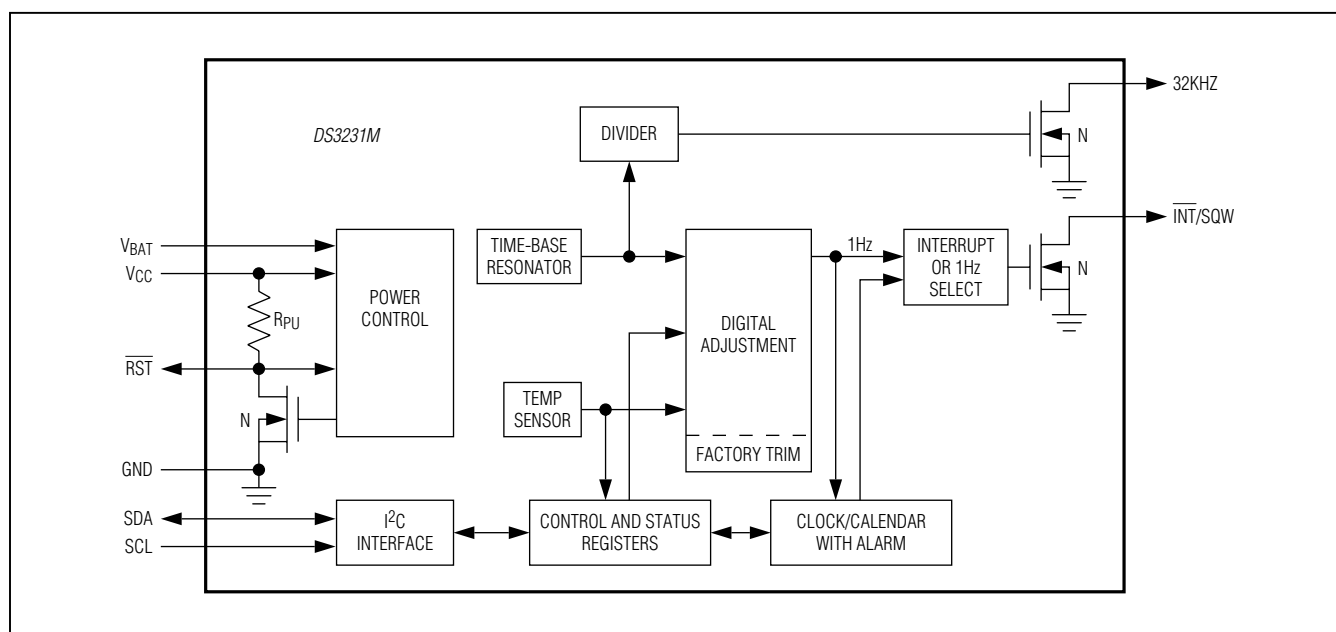 32KHZ
DIVIDER
N
DS3231M
INT/SQW
VBAT
TIME-BASE
RESONATOR
1Hz
INTERRUPT
OR 1Hz
SELECT
N
VCC
POWER
CONTROL
RPU
DIGITAL
ADJUSTMENT
RST
TEMP
SENSOR
N
FACTORY TRIM
GND
SDA
SCL
I2C
INTERFACE
CONTROL AND STATUS
REGISTERS
CLOCK/CALENDAR
WITH ALARM